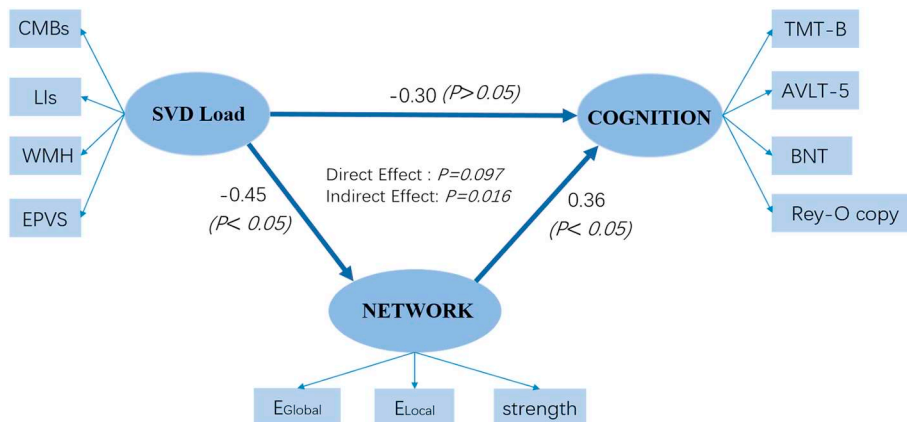 CMBs
LIs
WMH
EPVS
SVD Load
-0.30 (P>0.05)
COGNITION
TMT-B
AVLT-5
BNT
Rey-O copy
Direct Effect : P=0.097
Indirect Effect: P=0.016
-0.45
(P< 0.05)
0.36
(P< 0.05)
NETWORK
EGlobal
ELocal
strength